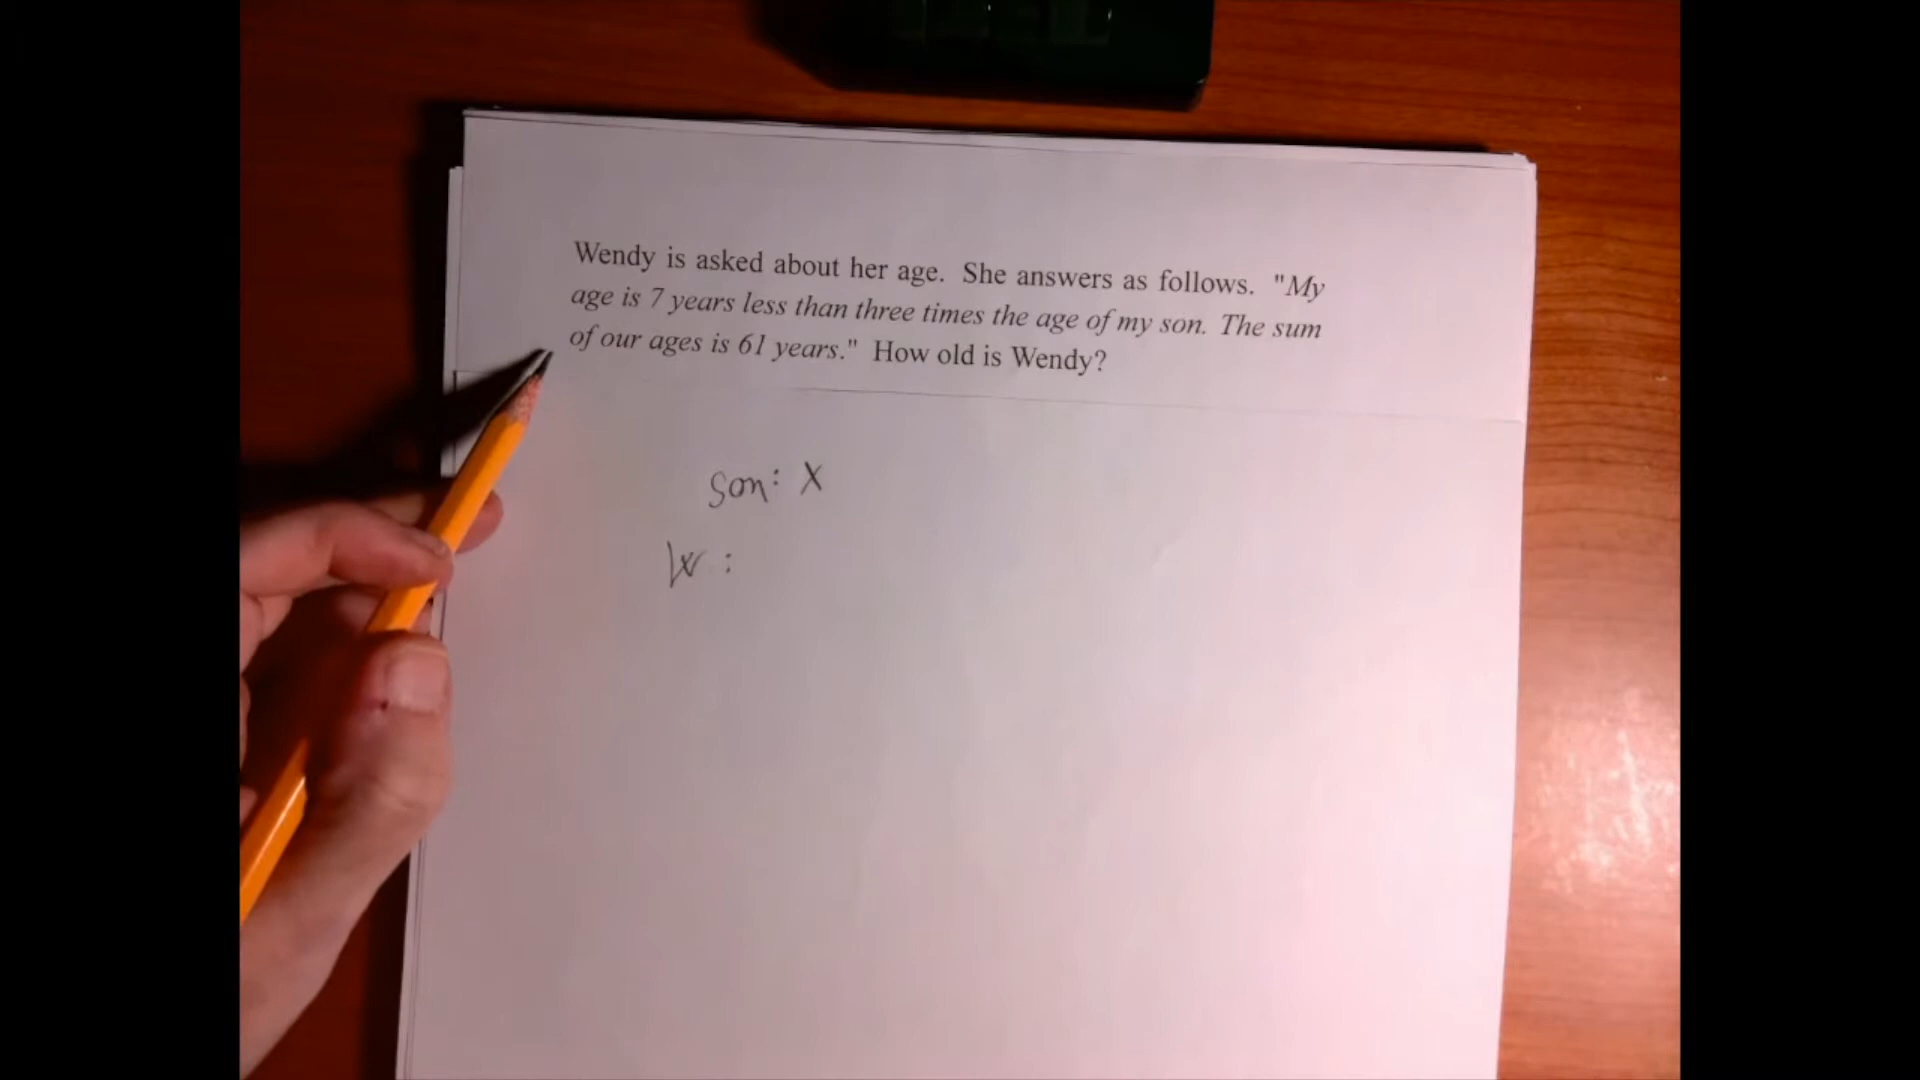 Wendy is asked about her age. She answers as follows. "My
age is 7 years less than three times the age of my son. The sum
of our ages is 61 years." How old is Wendy?
Son: X
W :